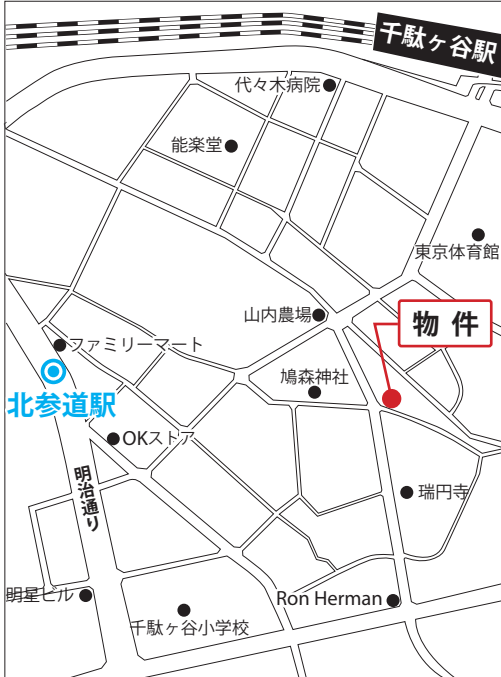 千駄ヶ谷駅
代々木病院
能楽堂
東京体育館
山内農場
物件
ファミリーマート
鳩森神社
北参道駅
OKストア
明治通り
瑞円寺
明星ビル
Ron Herman
千駄ヶ谷小学校